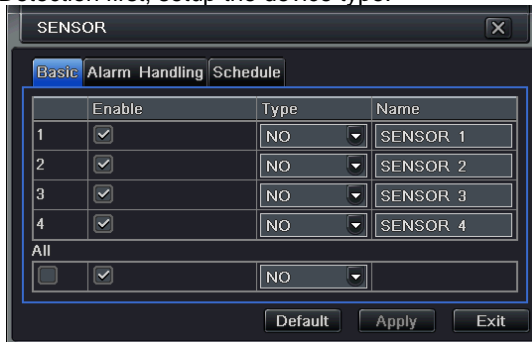 Detection first, setup the device type.
SENSOR
Basic Alarm Handling Schedule
Enable Type Name
1 NO SENSOR 1
2 NO SENSOR 2
3 NO SENSOR 3
4 NO SENSOR 4
All
NO
Default Apply Exit